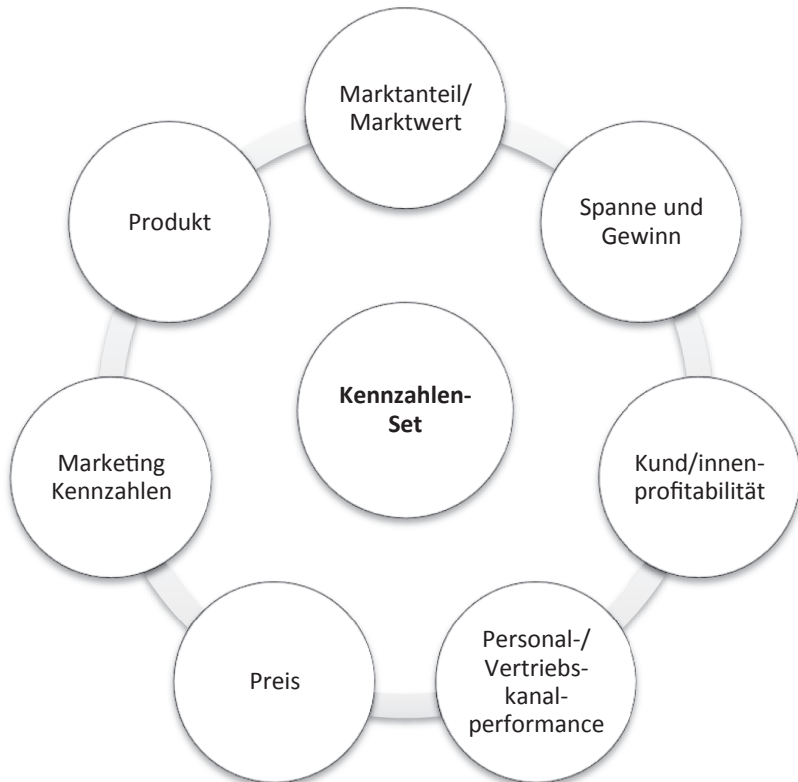 Marktanteil/
Marktwert
Spanne und
Gewinn
Kund/innen-
profitabilität
Personal-/
Vertriebs-
kanal-
performance
Preis
Marketing
Kennzahlen
Produkt
Kennzahlen-
Set